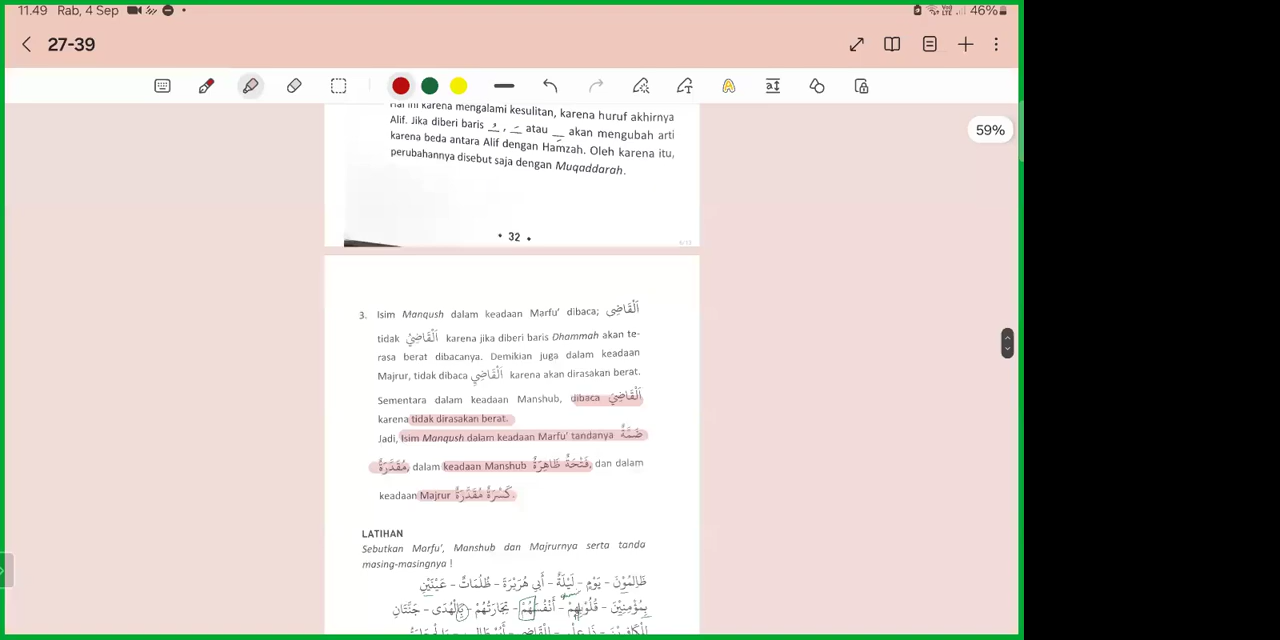 11.49 Rab, 4 Sep
46%
27-39
59%
Hal ini karena mengalami kesulitan, karena huruf akhirnya
Alif. Jika diberi baris ـُ , ـَ atau ـِ akan mengubah arti
karena beda antara Alif dengan Hamzah. Oleh karena itu,
perubahannya disebut saja dengan Muqaddarah.
• 32 •
3. Isim Manqush dalam keadaan Marfu' dibaca; اَلْقَاضِى
tidak اَلْقَاضِيُ karena jika diberi baris Dhammah akan te-
rasa berat dibacanya. Demikian juga dalam keadaan
Majrur, tidak dibaca اَلْقَاضِيِ karena akan dirasakan berat.
Sementara dalam keadaan Manshub, dibaca اَلْقَاضِيَ
karena tidak dirasakan berat.
Jadi, Isim Manqush dalam keadaan Marfu' tandanya ضَمَّةٌ
مُقَدَّرَةٌ, dalam keadaan Manshub فَتْحَةٌ ظَاهِرَةٌ, dan dalam
keadaan Majrur كَسْرَةٌ مُقَدَّرَةٌ.
LATIHAN
Sebutkan Marfu', Manshub dan Majrurnya serta tanda
masing-masingnya !
ظَالِمُوْنَ - يَوْمِ - لَيْلَةٌ - أَبِي هُرَيْرَةَ - ظُلُمَاتٌ - عَيْنَيْنِ
بِمُؤْمِنِيْنَ - قُلُوْبِهِمْ - أَنْفُسَهُمْ - تِجَارَتُهُمْ - بِالْهُدَى - جَنَّتَانِ